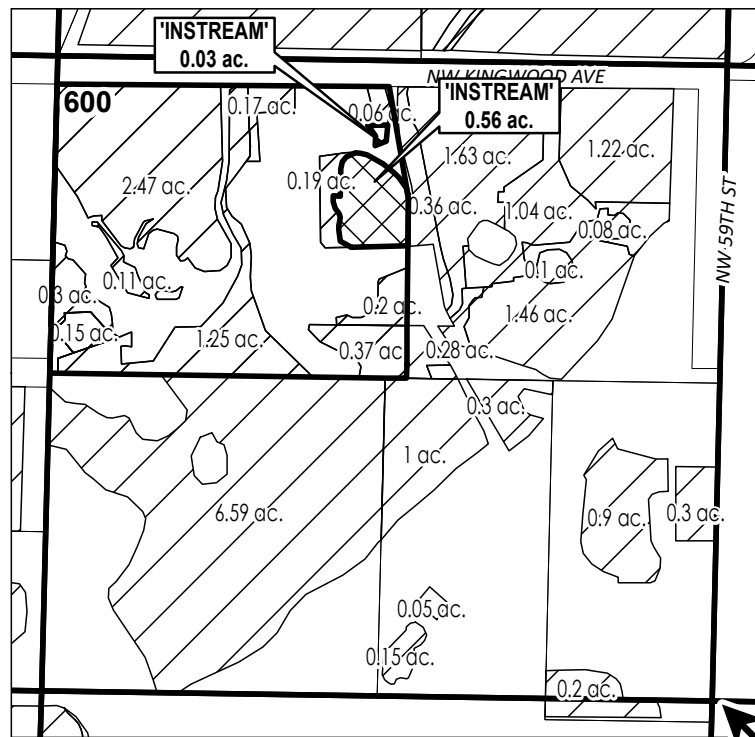 'INSTREAM'
0.03 ac.
NW KINGWOOD AVE
'INSTREAM'
0.56 ac.
600
0.17 ac.
0.06 ac.
1.63 ac.
1.22 ac.
2.47 ac.
0.19 ac.
0.36 ac.
1.04 ac.
0.08 ac.
NW 59TH ST
0.11 ac.
0.1 ac.
0.3 ac.
0.2 ac.
1.46 ac.
0.15 ac.
1.25 ac.
0.37 ac
0.28 ac.
0.3 ac.
1 ac.
6.59 ac.
0.9 ac.
0.3 ac.
0.05 ac.
0.15 ac.
0.2 ac.